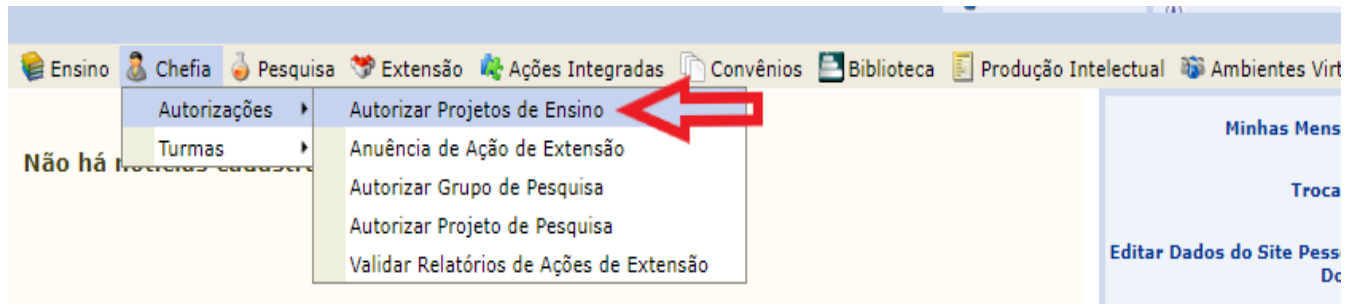 Ensino Chefia Pesquisa Extensão Ações Integradas Convênios Biblioteca Produção Intelectual Ambientes Virt
Autorizações Autorizar Projetos de Ensino
Turmas Anuência de Ação de Extensão
Não há
Autorizar Grupo de Pesquisa
Autorizar Projeto de Pesquisa
Validar Relatórios de Ações de Extensão
Minhas Mens
Troca
Editar Dados do Site Pess
Do